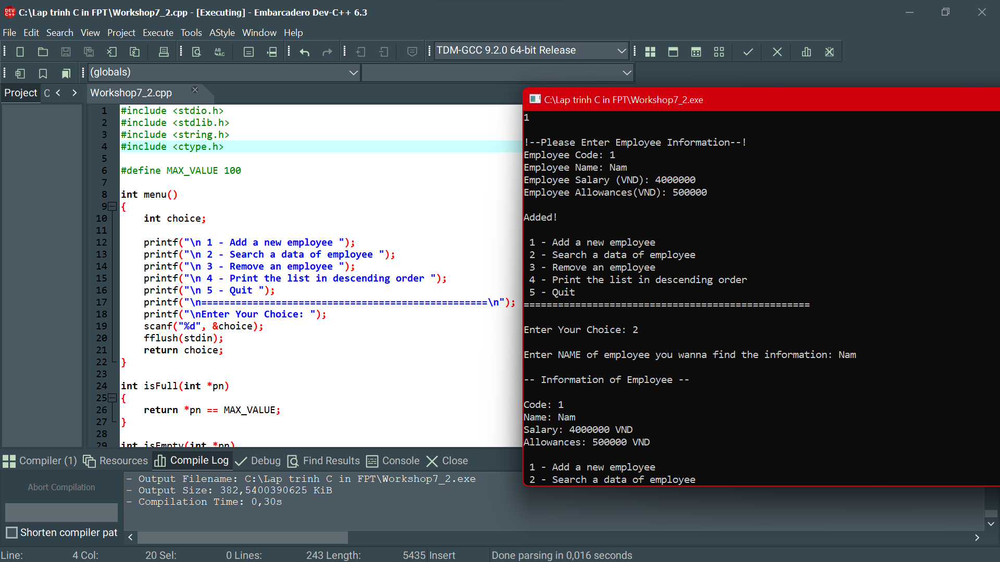 C:\Lap trinh C in FPT\Workshop7_2.cpp - [Executing] - Embarcadero Dev-C++ 6.3
File Edit Search View Project Execute Tools AStyle Window Help
TDM-GCC 9.2.0 64-bit Release
(globals)
Project
Workshop7_2.cpp
1 #include <stdio.h>
2 #include <stdlib.h>
3 #include <string.h>
4 #include <ctype.h>
5
6 #define MAX_VALUE 100
7
8 int menu()
9 {
10 int choice;
11
12 printf("\n 1 - Add a new employee ");
13 printf("\n 2 - Search a data of employee ");
14 printf("\n 3 - Remove an employee ");
15 printf("\n 4 - Print the list in descending order ");
16 printf("\n 5 - Quit ");
17 printf("\n==================================================\n");
18 printf("\nEnter Your Choice: ");
19 scanf("%d", &choice);
20 fflush(stdin);
21 return choice;
22 }
23
24 int isFull(int *pn)
25 {
26 return *pn == MAX_VALUE;
27 }
28
29 int isEmpty(int *pn)
C:\Lap trinh C in FPT\Workshop7_2.exe
1
!--Please Enter Employee Information--!
Employee Code: 1
Employee Name: Nam
Employee Salary (VND): 4000000
Employee Allowances(VND): 500000
Added!
1 - Add a new employee
2 - Search a data of employee
3 - Remove an employee
4 - Print the list in descending order
5 - Quit
==================================================
Enter Your Choice: 2
Enter NAME of employee you wanna find the information: Nam
-- Information of Employee --
Code: 1
Name: Nam
Salary: 4000000 VND
Allowances: 500000 VND
1 - Add a new employee
2 - Search a data of employee
Compiler (1) Resources Compile Log Debug Find Results Console Close
Abort Compilation
Shorten compiler pat
- Output Filename: C:\Lap trinh C in FPT\Workshop7_2.exe
- Output Size: 382,5400390625 KiB
- Compilation Time: 0,30s
Line: 4 Col: 20 Sel: 0 Lines: 243 Length: 5435 Insert Done parsing in 0,016 seconds